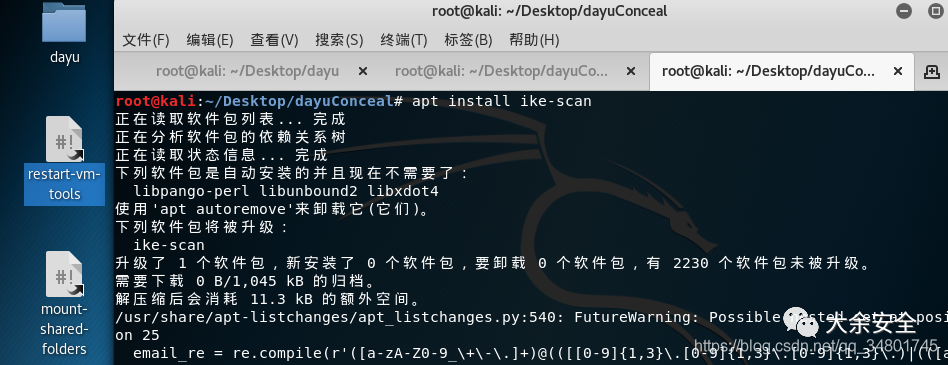 root@kali: ~/Desktop/dayuConceal
文件(F) 编辑(E) 查看(V) 搜索(S) 终端(T) 标签(B) 帮助(H)
root@kali: ~/Desktop/dayu
root@kali: ~/Desktop/dayuCo...
root@kali: ~/Desktop/dayuCo...
dayu
restart-vm-
tools
mount-
shared-
folders
root@kali:~/Desktop/dayuConceal# apt install ike-scan
正在读取软件包列表... 完成
正在分析软件包的依赖关系树
正在读取状态信息... 完成
下列软件包是自动安装的并且现在不需要了：
libpango-perl libunbound2 libxdot4
使用'apt autoremove'来卸载它(它们)。
下列软件包将被升级：
ike-scan
升级了 1 个软件包，新安装了 0 个软件包，要卸载 0 个软件包，有 2230 个软件包未被升级。
需要下载 0 B/1,045 kB 的归档。
解压缩后会消耗 11.3 kB 的额外空间。
/usr/share/apt-listchanges/apt_listchanges.py:540: FutureWarning: Possible nested set at posi
on 25
email_re = re.compile(r'([a-zA-Z0-9_\+\-\.]+)@(([[0-9]{1,3}\.[0-9]{1,3}\.[0-9]{1,3}\.)|(([a
大余安全
https://blog.csdn.net/qq_34801745